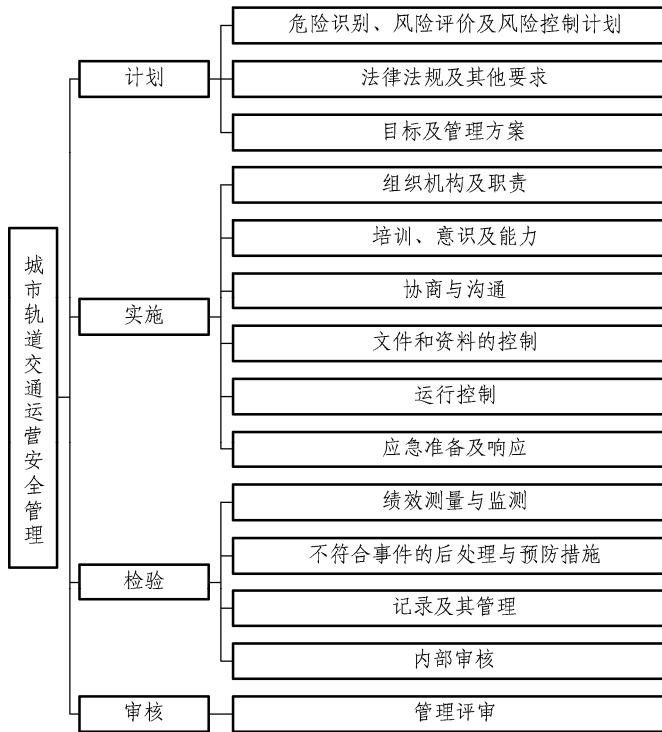 城市轨道交通运营安全管理
计划
危险识别、风险评价及风险控制计划
法律法规及其他要求
目标及管理方案
实施
组织机构及职责
培训、意识及能力
协商与沟通
文件和资料的控制
运行控制
应急准备及响应
检验
绩效测量与监测
不符合事件的后处理与预防措施
记录及其管理
内部审核
审核
管理评审